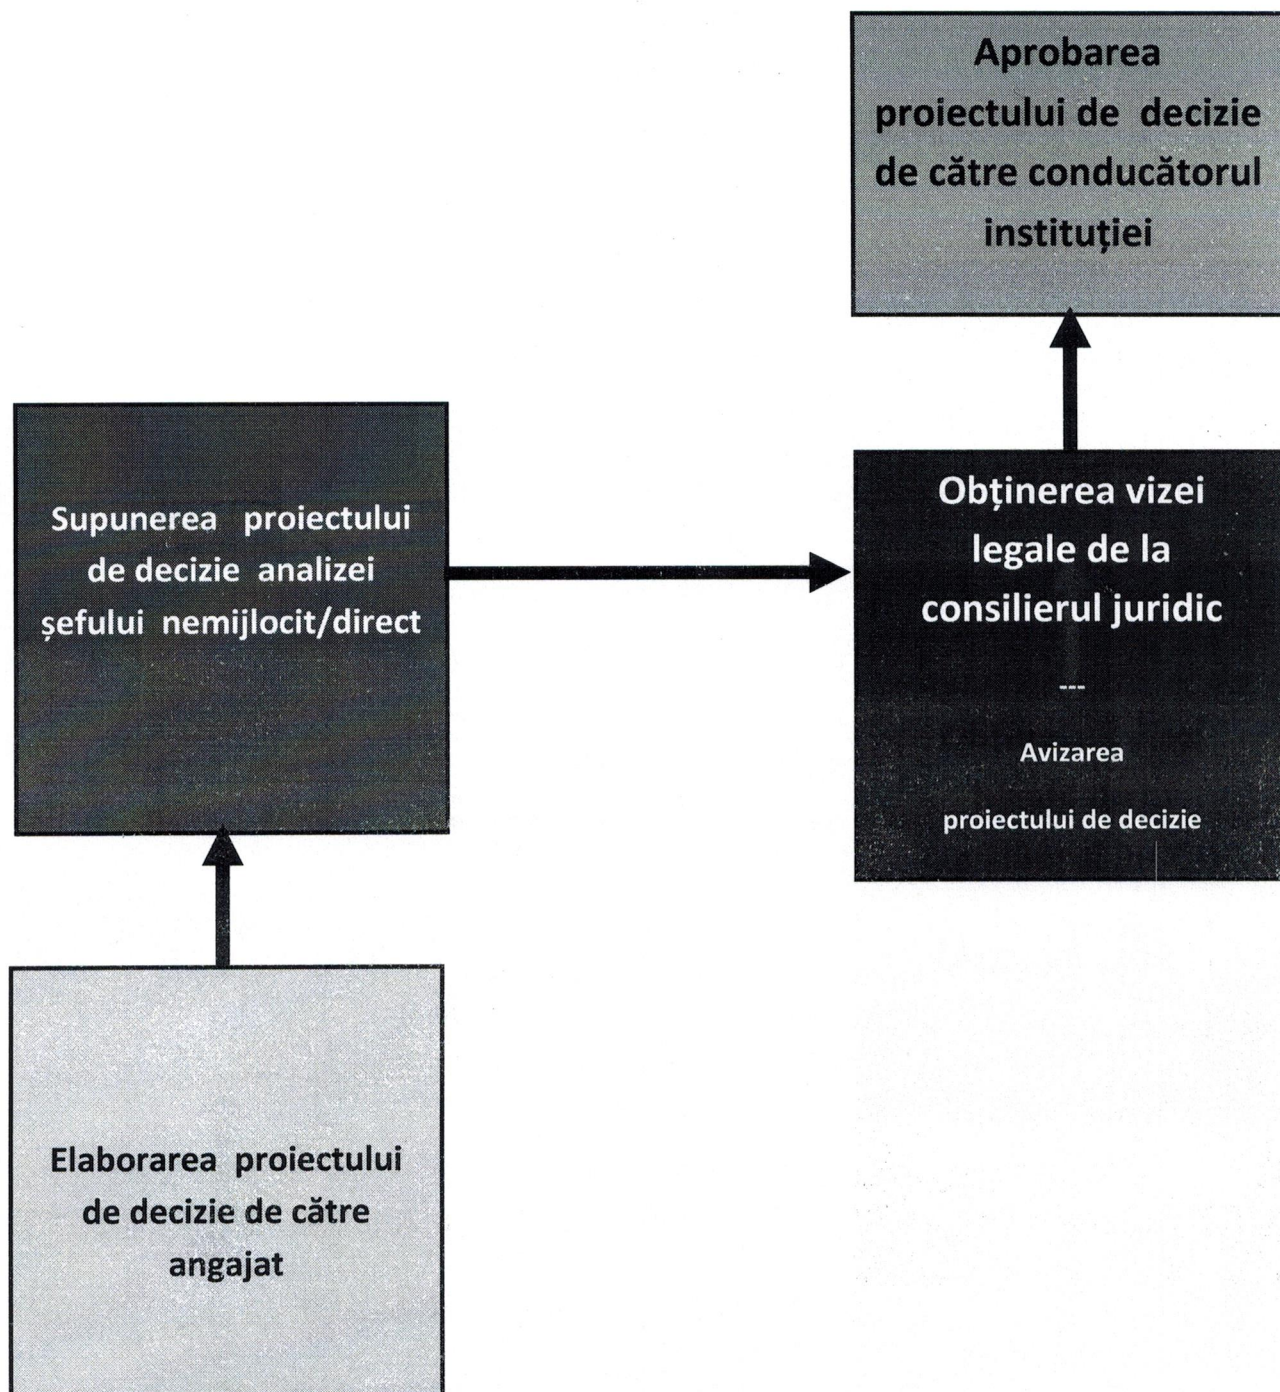 Aprobarea
proiectului de decizie
de către conducătorul
instituției
Supunerea proiectului
de decizie analizei
șefului nemijlocit/direct
Obținerea vizei
legale de la
consilierul juridic
---
Avizarea
proiectului de decizie
Elaborarea proiectului
de decizie de către
angajat